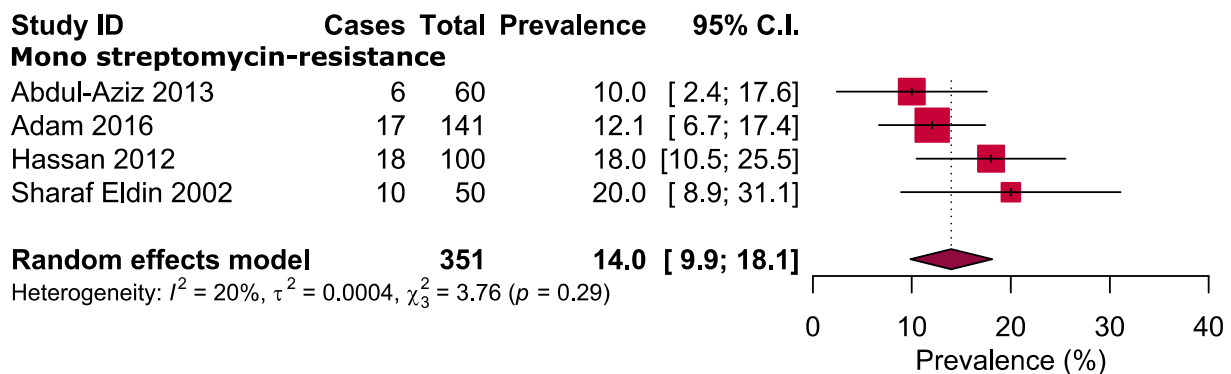 Study ID Cases Total Prevalence 95% C.I.
Mono streptomycin-resistance
Abdul-Aziz 2013 6 60 10.0 [ 2.4; 17.6]
Adam 2016 17 141 12.1 [ 6.7; 17.4]
Hassan 2012 18 100 18.0 [10.5; 25.5]
Sharaf Eldin 2002 10 50 20.0 [ 8.9; 31.1]
Random effects model 351 14.0 [ 9.9; 18.1]
Heterogeneity: I² = 20%, τ² = 0.0004, χ²₃ = 3.76 (p = 0.29)
0 10 20 30 40
Prevalence (%)